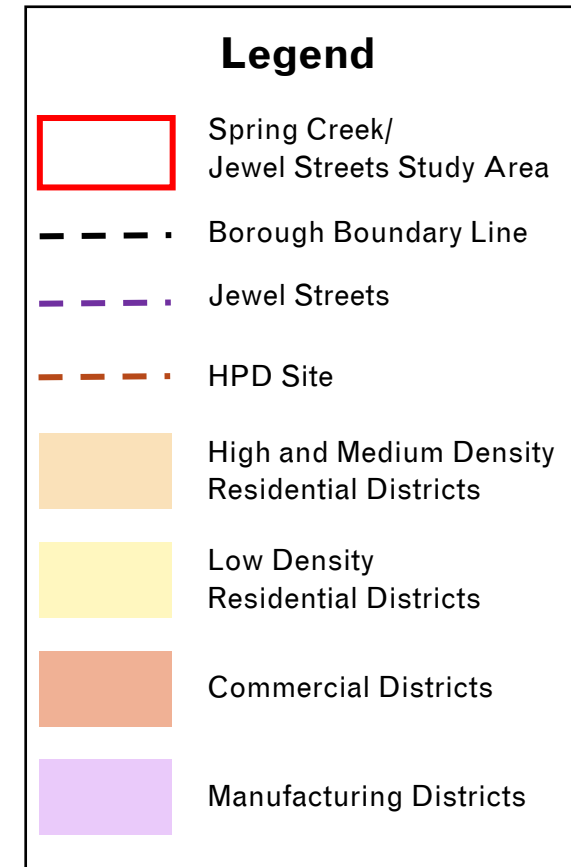 Legend
Spring Creek/
Jewel Streets Study Area
Borough Boundary Line
Jewel Streets
HPD Site
High and Medium Density
Residential Districts
Low Density
Residential Districts
Commercial Districts
Manufacturing Districts